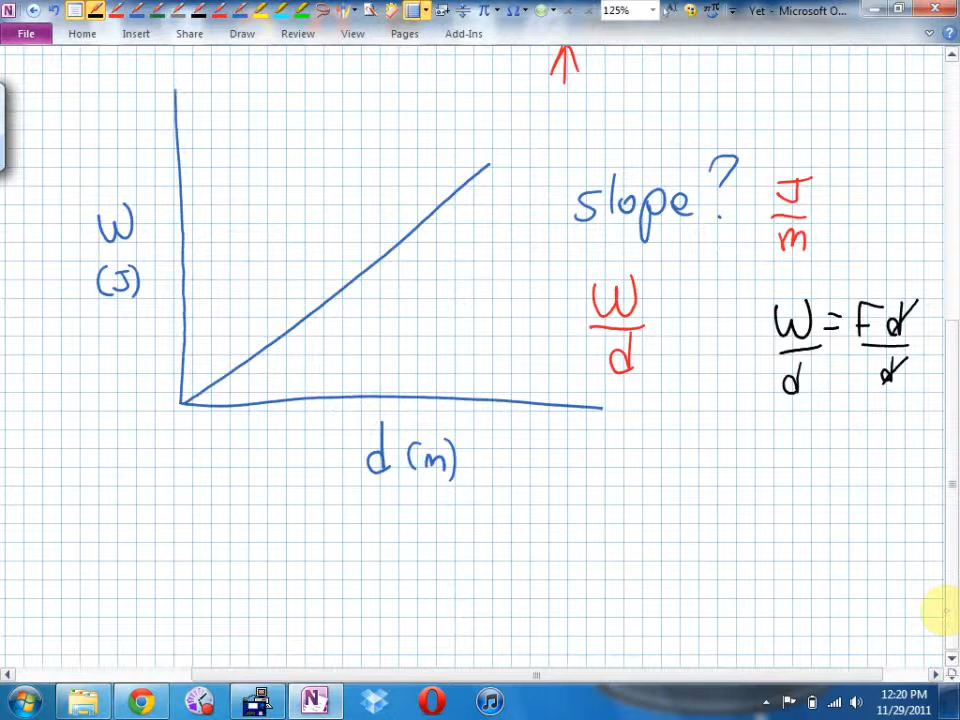 125%
Yet - Microsoft O...
File Home Insert Share Draw Review View Pages Add-Ins
slope?
J
m
W
(J)
W
d
W = Fd
d d
d (m)
12:20 PM
11/29/2011